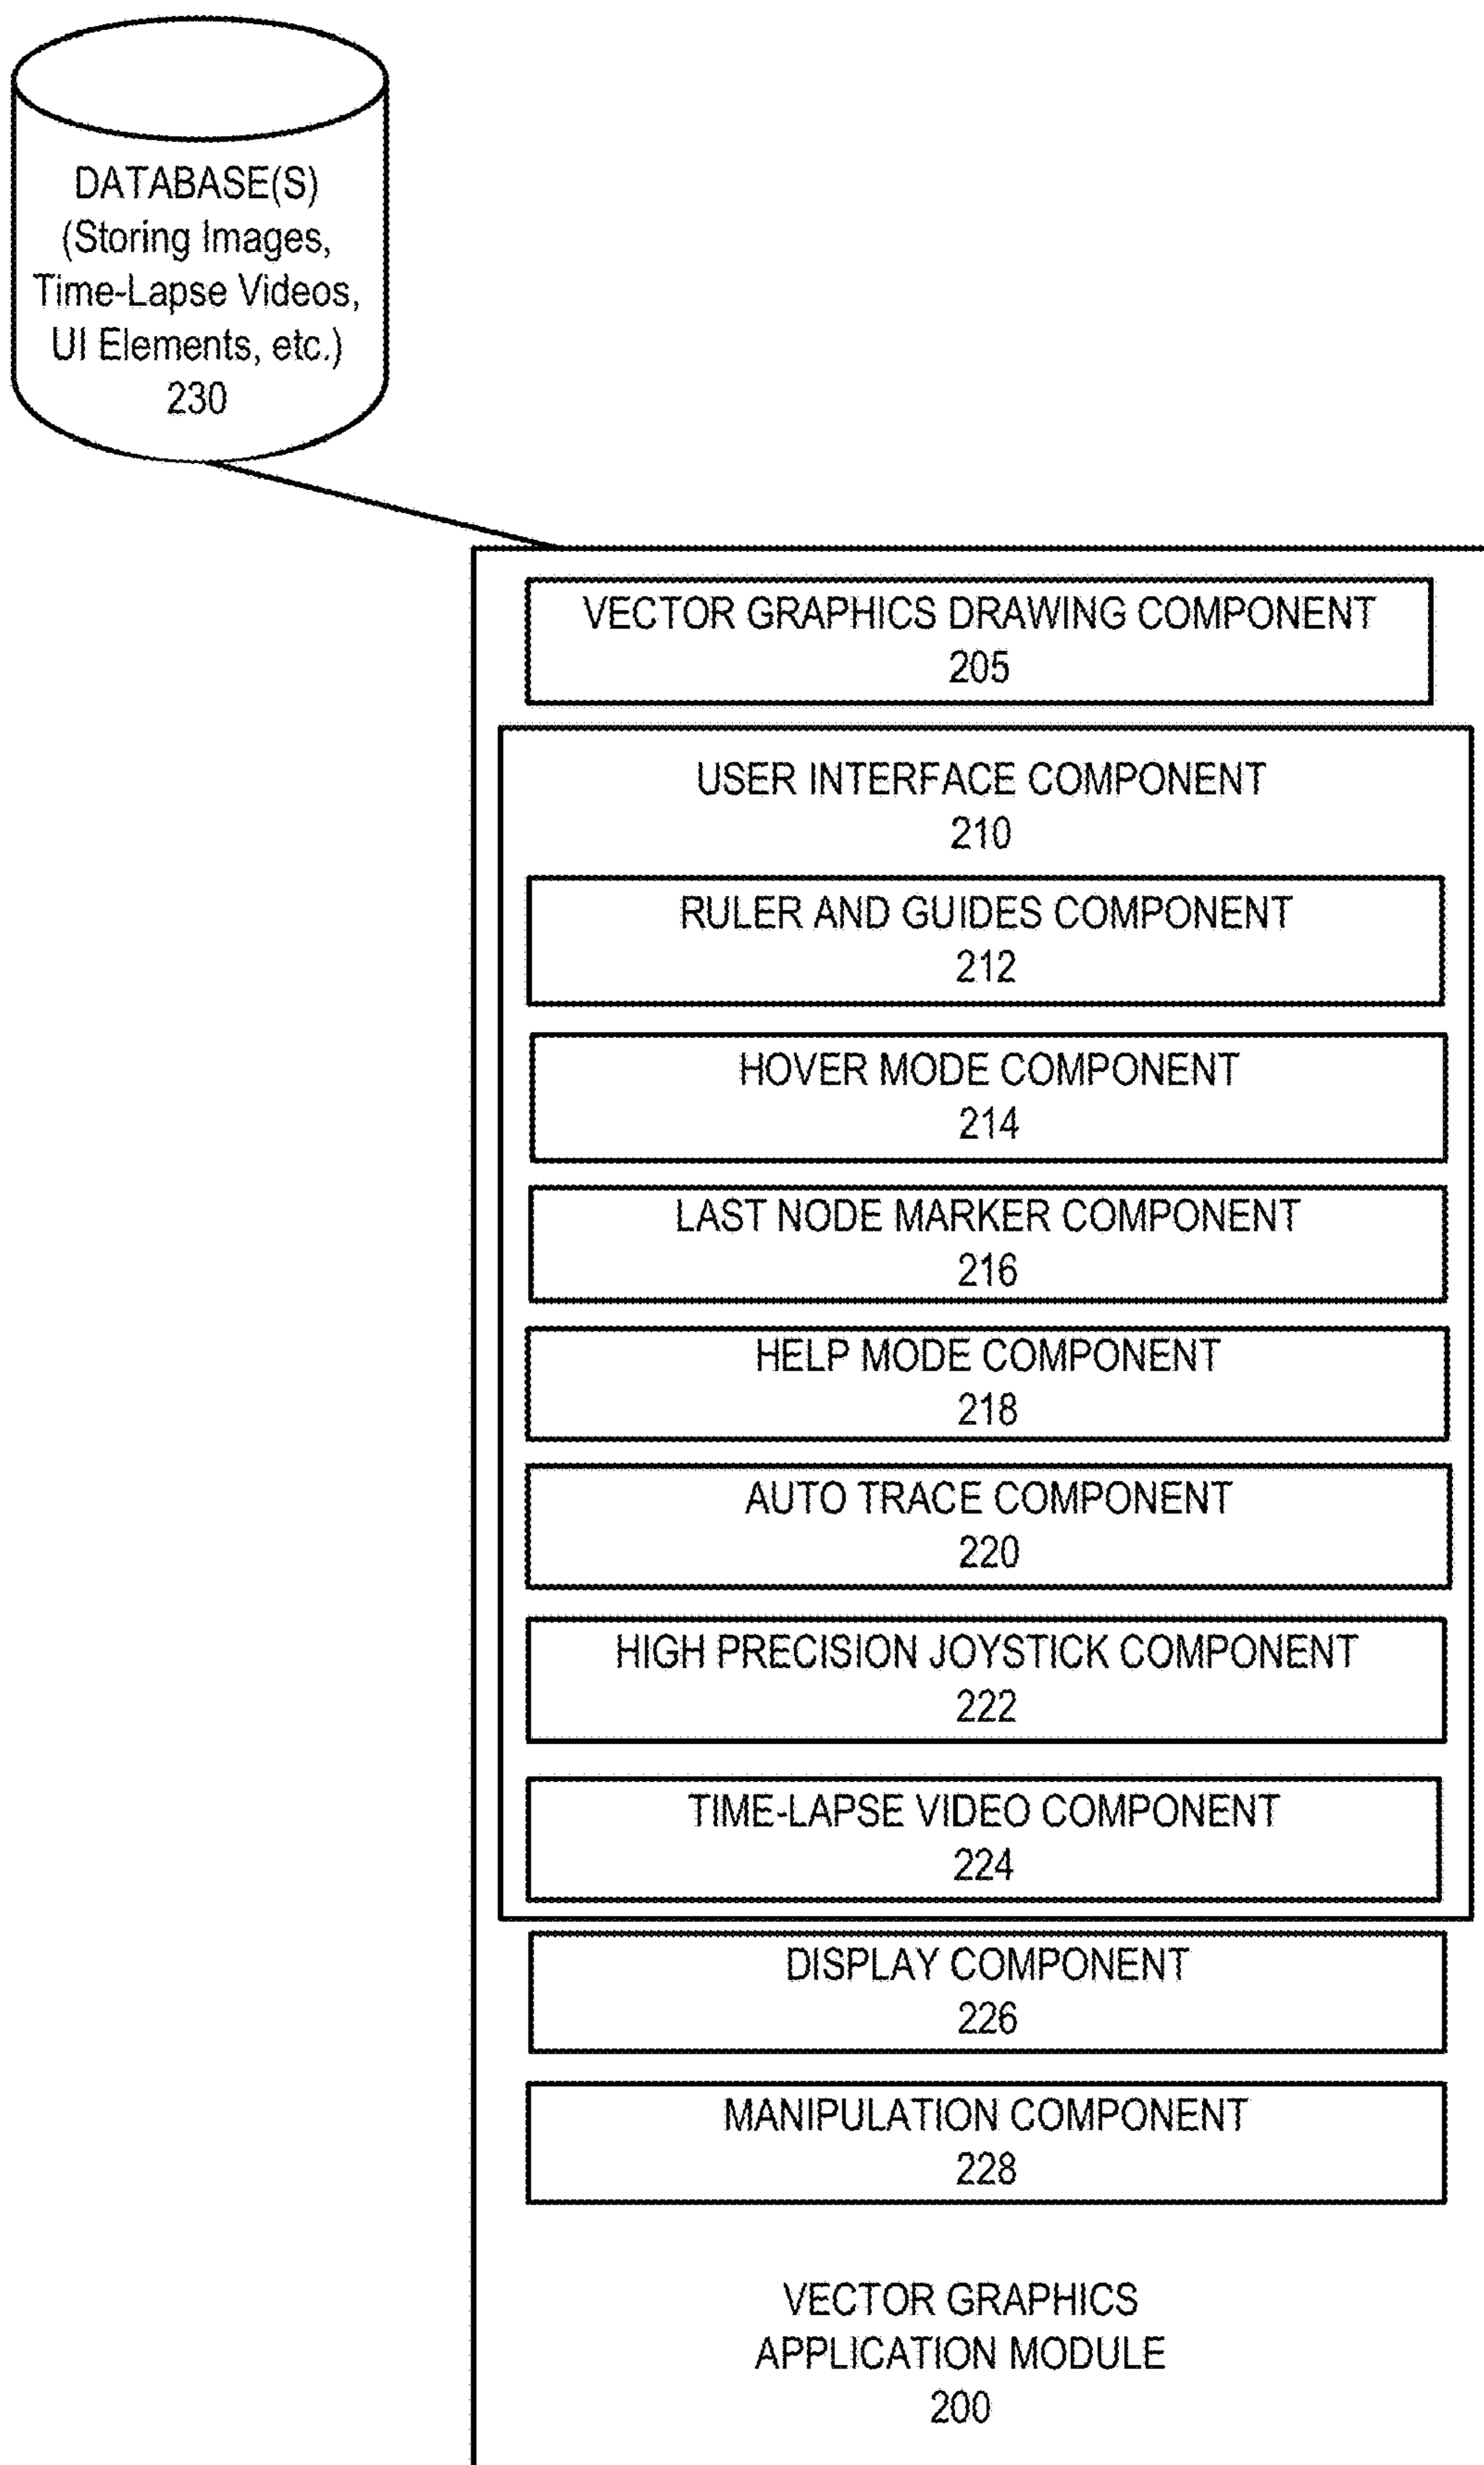 DATABASE(S)
(Storing Images,
Time-Lapse Videos,
UI Elements, etc.)
230
VECTOR GRAPHICS DRAWING COMPONENT
205
USER INTERFACE COMPONENT
210
RULER AND GUIDES COMPONENT
212
HOVER MODE COMPONENT
214
LAST NODE MARKER COMPONENT
216
HELP MODE COMPONENT
218
AUTO TRACE COMPONENT
220
HIGH PRECISION JOYSTICK COMPONENT
222
TIME-LAPSE VIDEO COMPONENT
224
DISPLAY COMPONENT
226
MANIPULATION COMPONENT
228
VECTOR GRAPHICS
APPLICATION MODULE
200